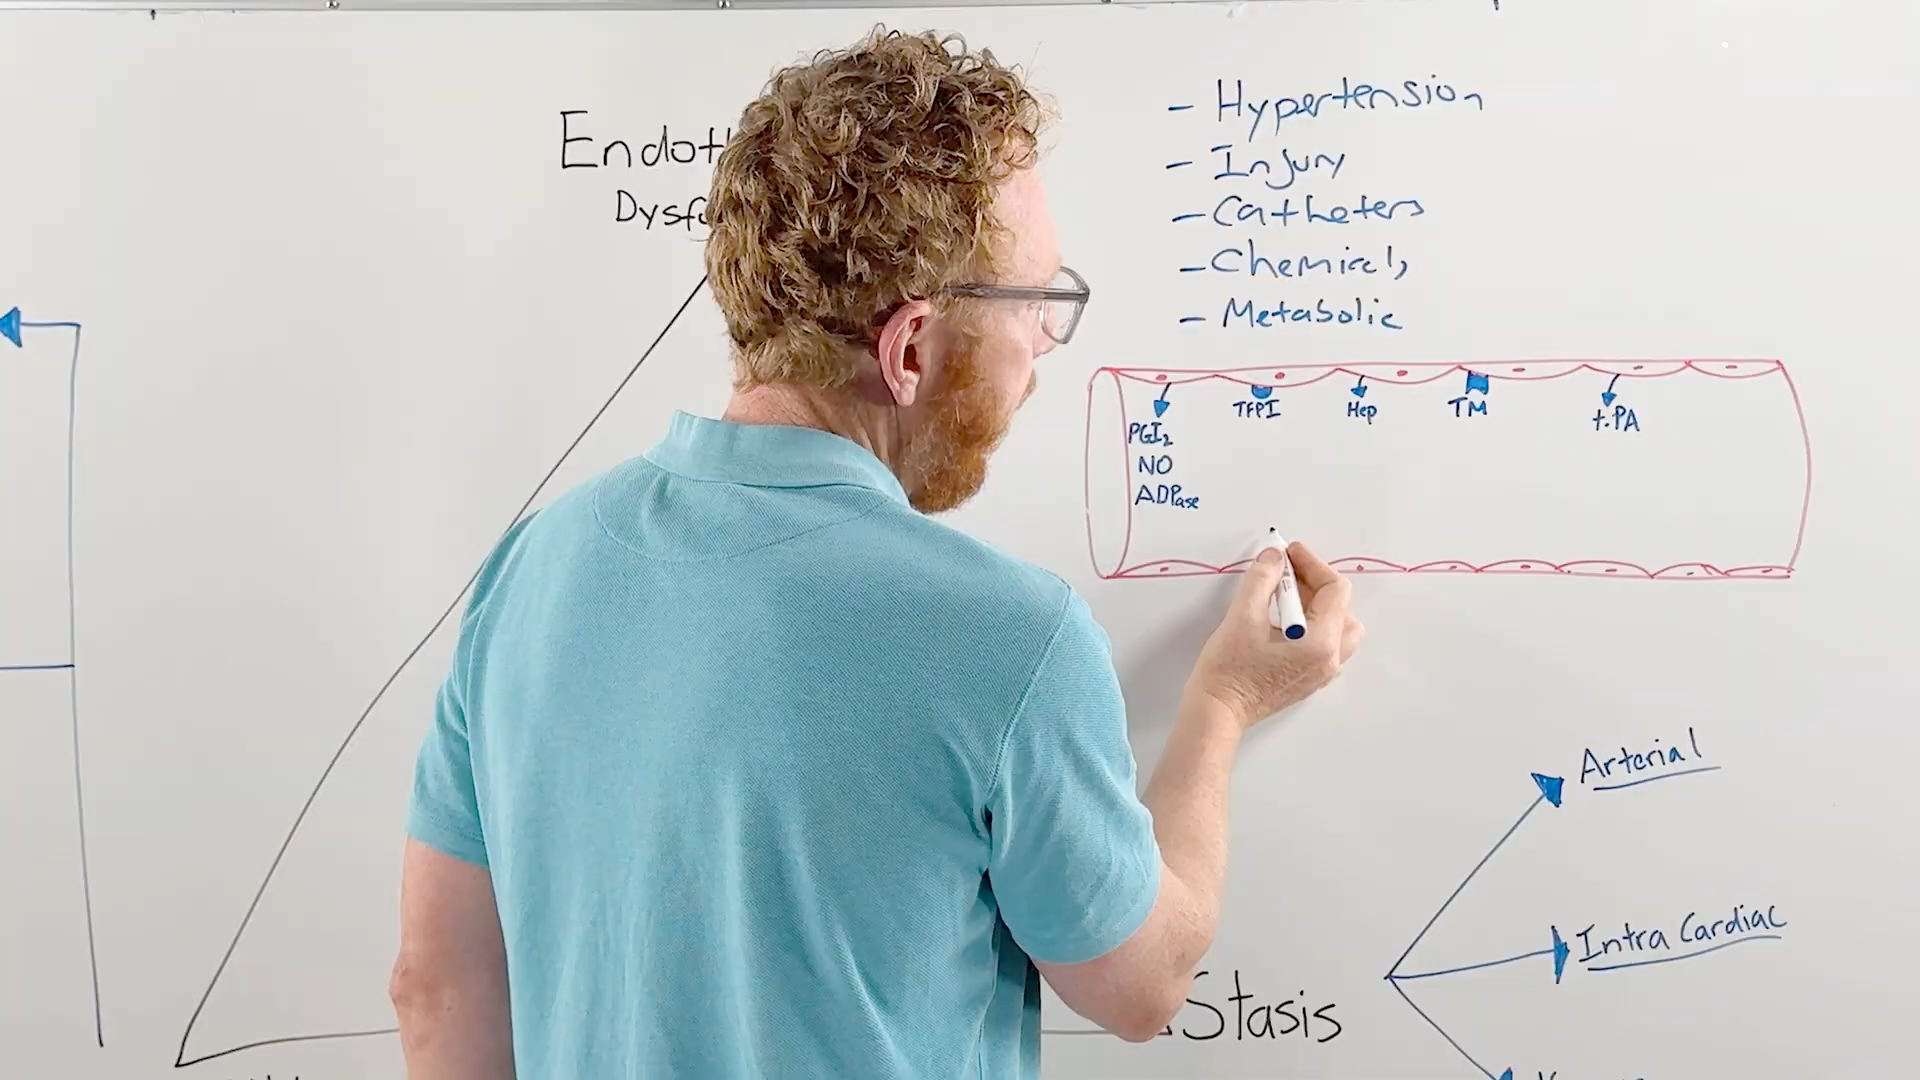 - Hypertension
- Injury
- Catheters
- Chemicals
- Metabolic
Endot
Dysf
TFPI
Hep
TM
t.PA
PGI2
NO
ADPase
Arterial
Intra Cardiac
Stasis